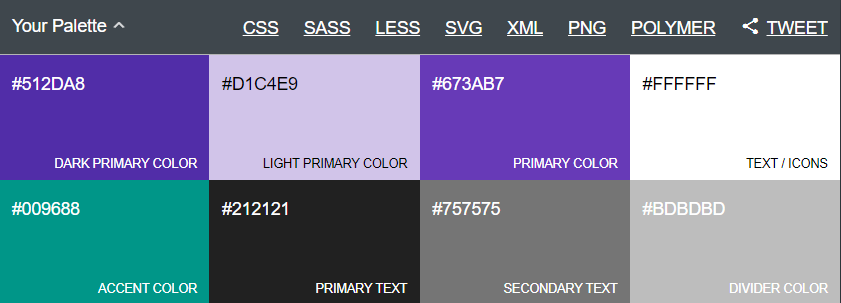 Your Palette CSS SASS LESS SVG XML PNG POLYMER TWEET
#512DA8 #D1C4E9 #673AB7 #FFFFFF
DARK PRIMARY COLOR LIGHT PRIMARY COLOR PRIMARY COLOR TEXT / ICONS
#009688 #212121 #757575 #BDBDBD
ACCENT COLOR PRIMARY TEXT SECONDARY TEXT DIVIDER COLOR